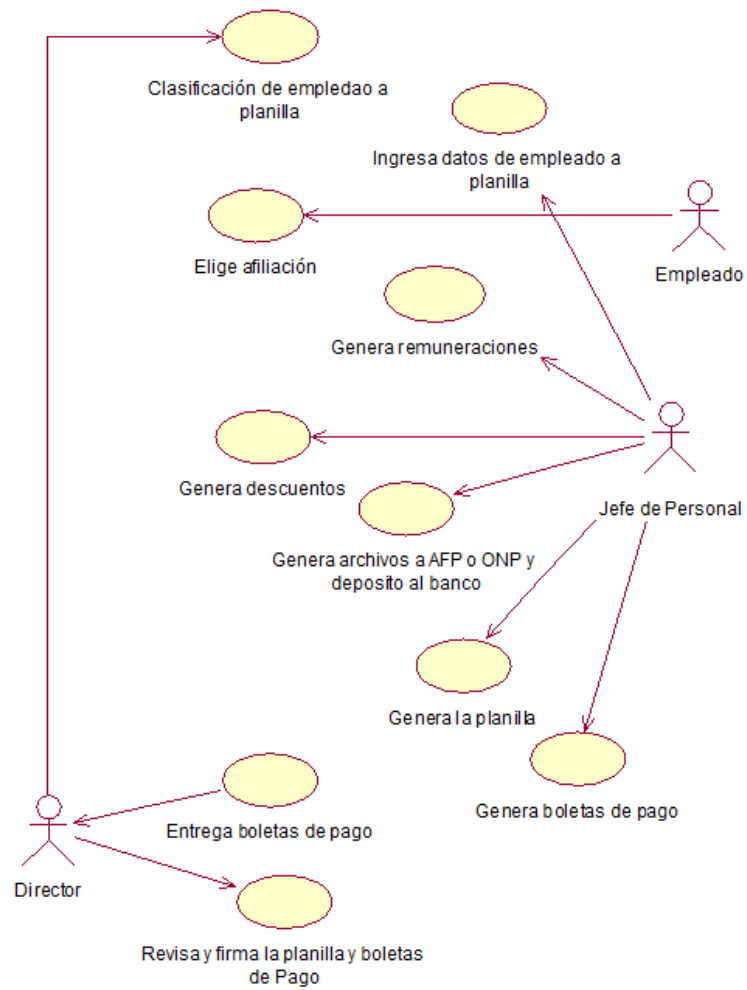 Clasificación de empledao a
planilla
Ingresa datos de empleado a
planilla
Elige afiliación
Empleado
Genera remuneraciones
Genera descuentos
Jefe de Personal
Genera archivos a AFP o ONP y
deposito al banco
Genera la planilla
Genera boletas de pago
Entrega boletas de pago
Director
Revisa y firma la planilla y boletas
de Pago